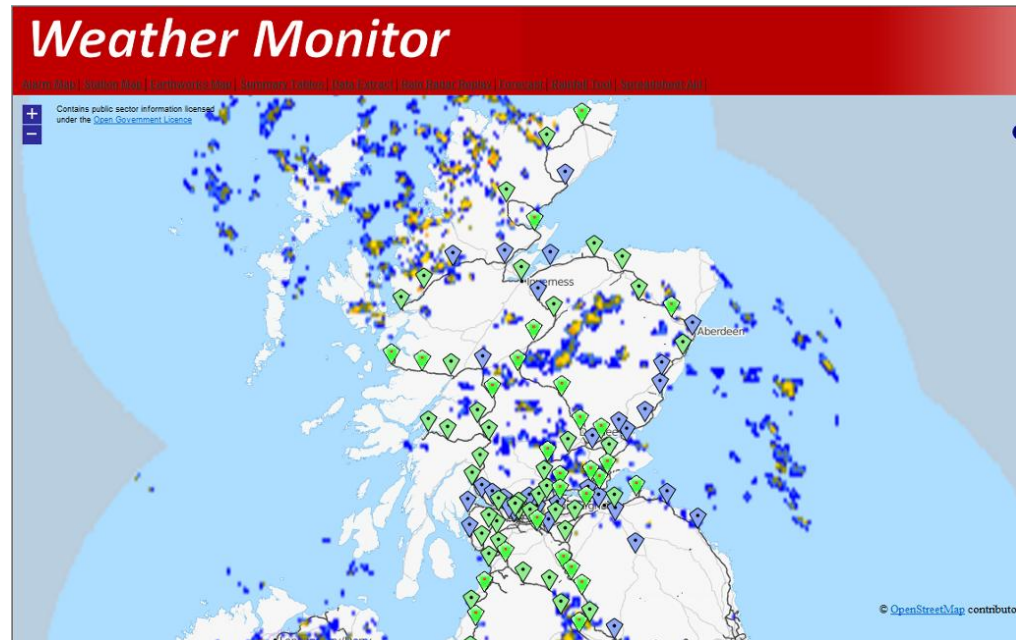 Weather Monitor
Alarm Map | Station Map | Earthworks Map | Summary Tables | Data Extract | Rain Radar Replay | Forecast | Rainfall Tool | Spreadsheet API
+
Contains public sector information licensed
under the Open Government Licence
−
Inverness
Aberdeen
© OpenStreetMap contributo